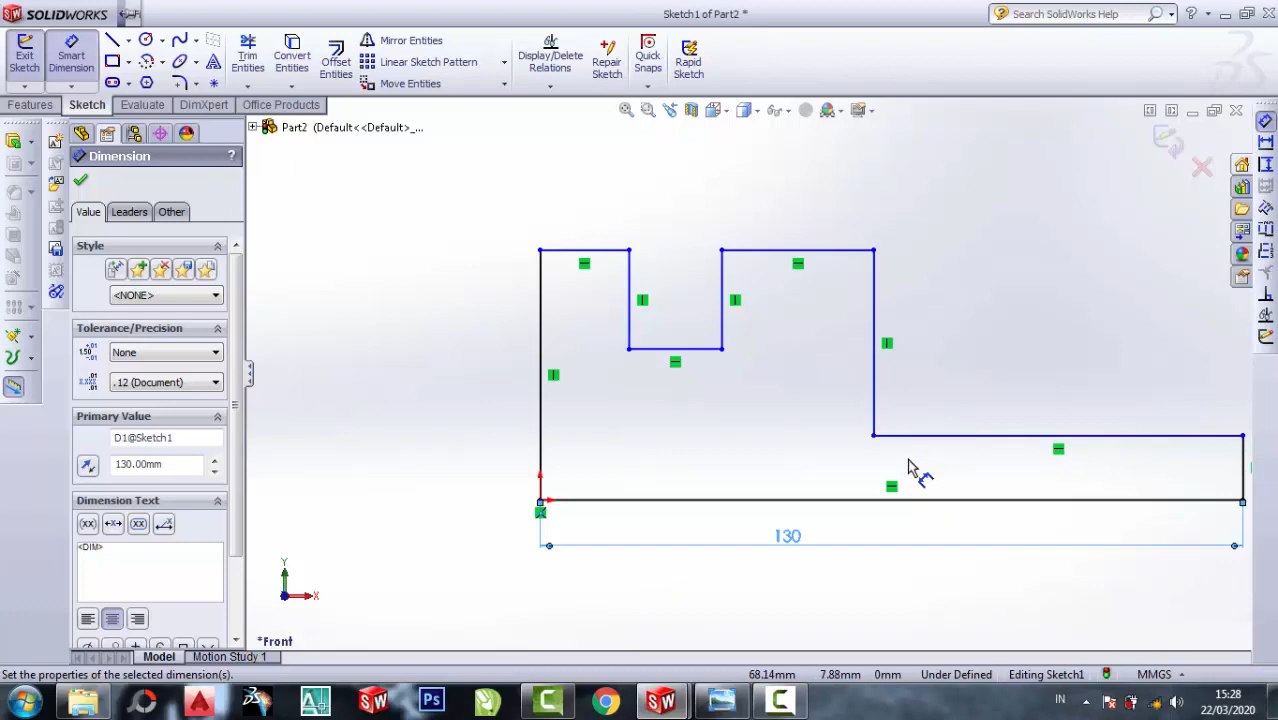 SOLIDWORKS
Sketch1 of Part2 *
Search SolidWorks Help
Exit Sketch
Smart Dimension
Trim Entities
Convert Entities
Offset Entities
Mirror Entities
Linear Sketch Pattern
Move Entities
Display/Delete Relations
Repair Sketch
Quick Snaps
Rapid Sketch
Features
Sketch
Evaluate
DimXpert
Office Products
Part2 (Default<<Default>_...
Dimension
?
Value
Leaders
Other
Style
<NONE>
Tolerance/Precision
None
.12 (Document)
Primary Value
D1@Sketch1
130.00mm
Dimension Text
<DIM>
130
Y
X
*Front
Model
Motion Study 1
Set the properties of the selected dimension(s).
68.14mm
7.88mm
0mm
Under Defined
Editing Sketch1
MMGS
IN
15:28
22/03/2020